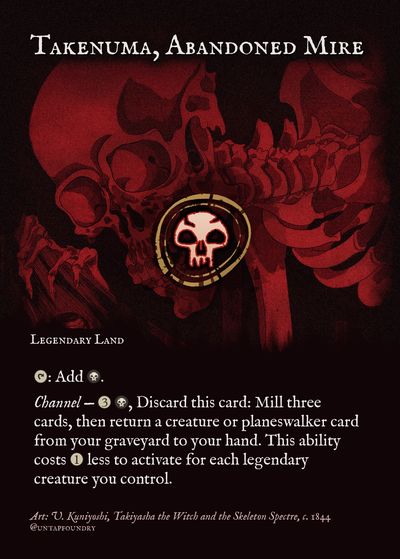 Takenuma, Abandoned Mire
Legendary Land
: Add .
Channel – 3 , Discard this card: Mill three
cards, then return a creature or planeswalker card
from your graveyard to your hand. This ability
costs 1 less to activate for each legendary
creature you control.
Art: U. Kuniyoshi, Takiyasha the Witch and the Skeleton Spectre, c. 1844
@untapfoundry